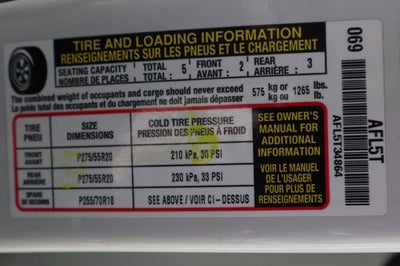 TIRE AND LOADING INFORMATION
RENSEIGNEMENTS SUR LES PNEUS ET LE CHARGEMENT
SEATING CAPACITY TOTAL : 5 FRONT : 2 REAR : 3
NOMBRE DE PLACES TOTAL : 5 AVANT : 2 ARRIÈRE : 3
The combined weight of occupants and cargo should never exceed 575 kg or 1265 lbs.
Le poids total des occupants et du chargement ne doit jamais dépasser 575 kg ou 1265 lb.
TIRE SIZE COLD TIRE PRESSURE
PNEU DIMENSIONS PRESSION DES PNEUS À FROID
FRONT
AVANT P275/55R20 210 kPa, 30 PSI
REAR
ARRIÈRE P275/55R20 230 kPa, 33 PSI
SPARE
DE SECOURS P255/70R18 SEE ABOVE / VOIR CI - DESSUS
SEE OWNER'S
MANUAL FOR
ADDITIONAL
INFORMATION
VOIR LE MANUEL
DE L'USAGER
POUR PLUS DE
RENSEIGNEMENTS
069
AFL5T34864
AFL5T